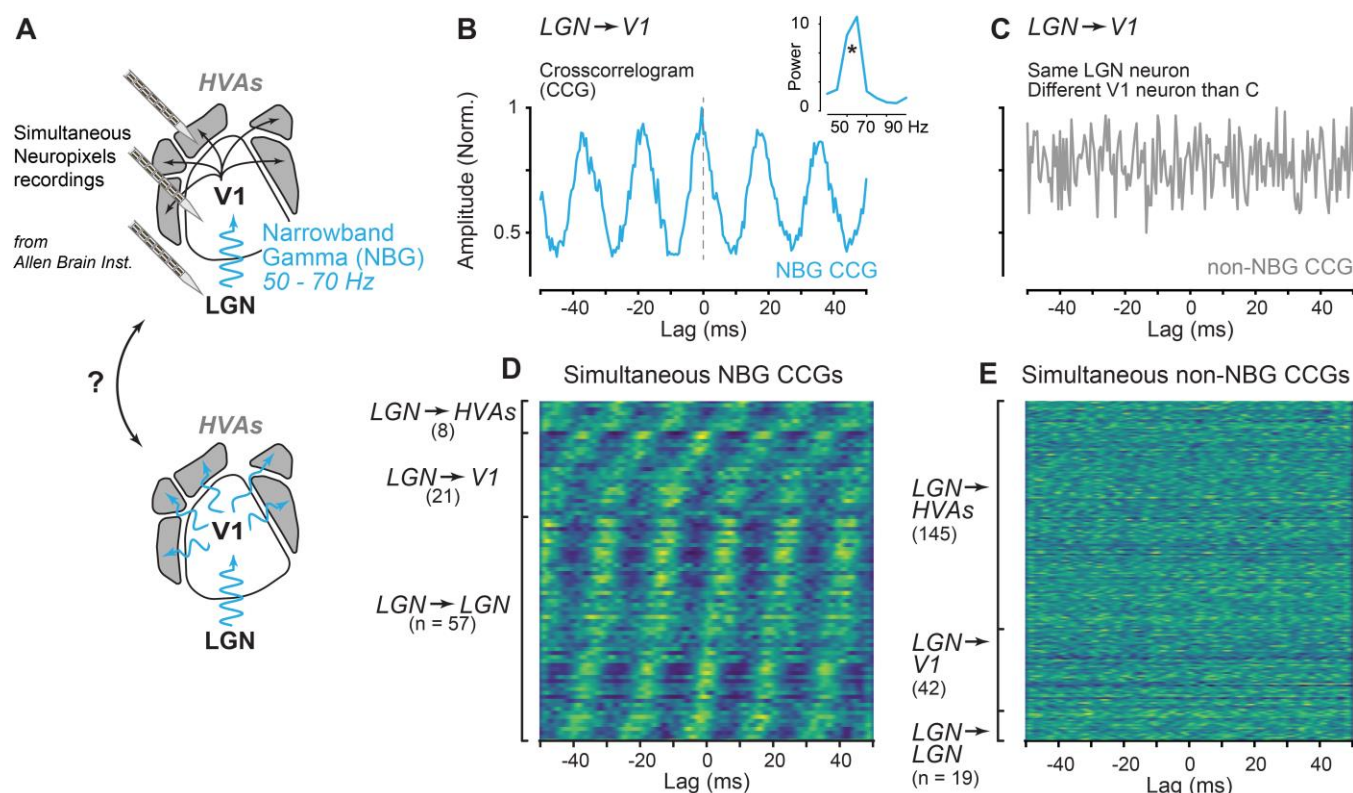 A
HVAs
Simultaneous
Neuropixels
recordings
V1
from
Allen Brain Inst.
Narrowband
Gamma (NBG)
50 - 70 Hz
LGN
?
HVAs
V1
LGN
B
LGN → V1
Crosscorrelogram
(CCG)
Power
10
0
*
50 70 90 Hz
Amplitude (Norm.)
1
0.5
NBG CCG
-40 -20 0 20 40
Lag (ms)
C
LGN → V1
Same LGN neuron
Different V1 neuron than C
non-NBG CCG
-40 -20 0 20 40
Lag (ms)
D
Simultaneous NBG CCGs
LGN → HVAs
(8)
LGN → V1
(21)
LGN → LGN
(n = 57)
-40 -20 0 20 40
Lag (ms)
E
Simultaneous non-NBG CCGs
LGN →
HVAs
(145)
LGN →
V1
(42)
LGN →
LGN
(n = 19)
-40 -20 0 20 40
Lag (ms)